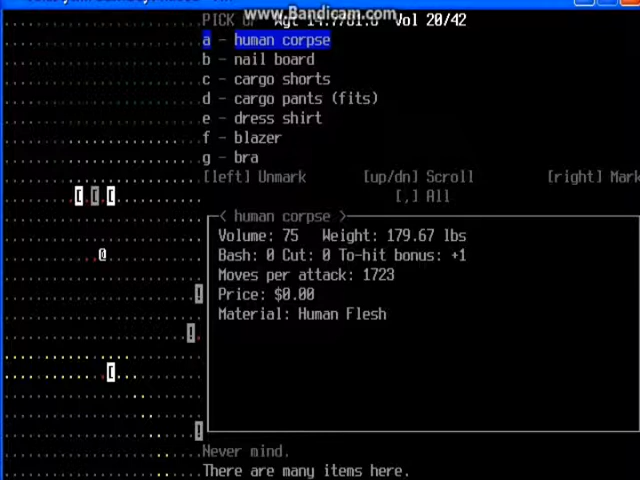 www.Bandicam.com
PICK Vol 20/42
a - human corpse
b - nail board
c - cargo shorts
d - cargo pants (fits)
e - dress shirt
f - blazer
g - bra
[left] Unmark [up/dn] Scroll [right] Mark
[,] All
< human corpse >
Volume: 75 Weight: 179.67 lbs
Bash: 0 Cut: 0 To-hit bonus: +1
Moves per attack: 1723
Price: $0.00
Material: Human Flesh
Never mind.
There are many items here.